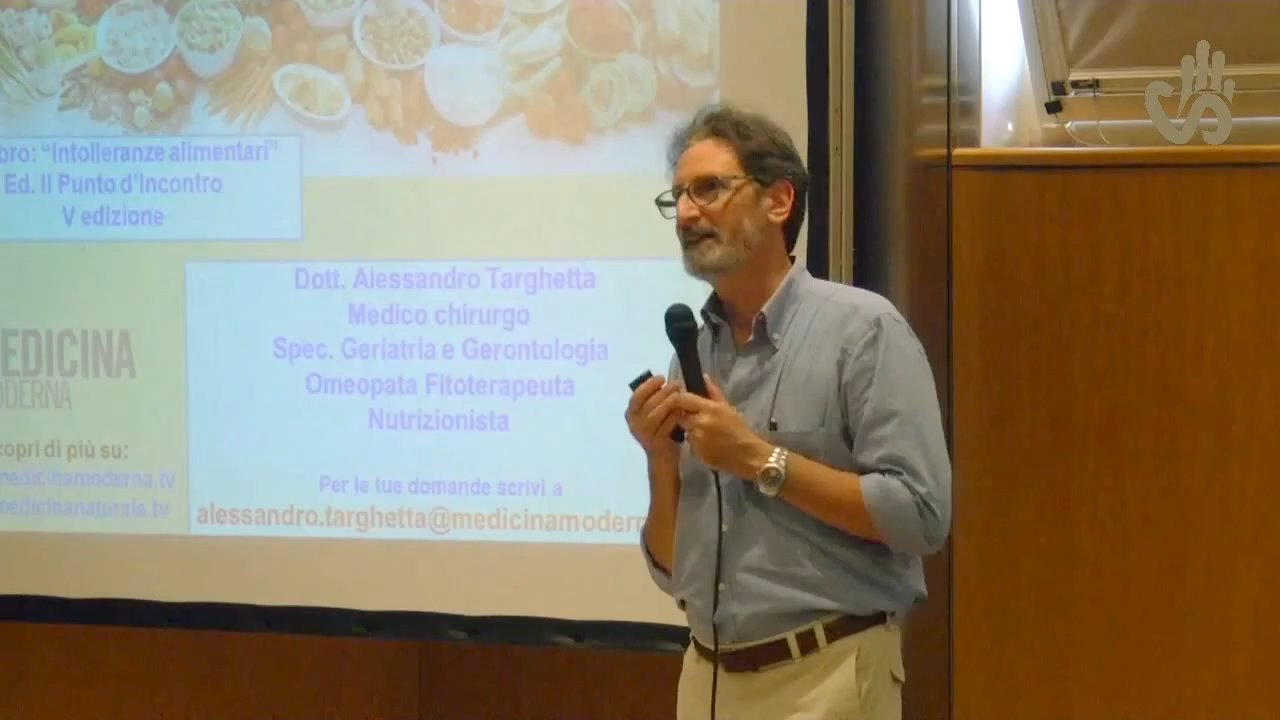 bro: "Intolleranze alimentari"
Ed. Il Punto d'Incontro
V edizione
Dott. Alessandro Targhetta
Medico chirurgo
Spec. Geriatria e Gerontologia
Omeopata Fitoterapeuta
Nutrizionista
Per le tue domande scrivi a
alessandro.targhetta@medicinamodern
EDICINA
ODERNA
copri di più su:
medicinamoderna.tv
medicinanaturale.tv